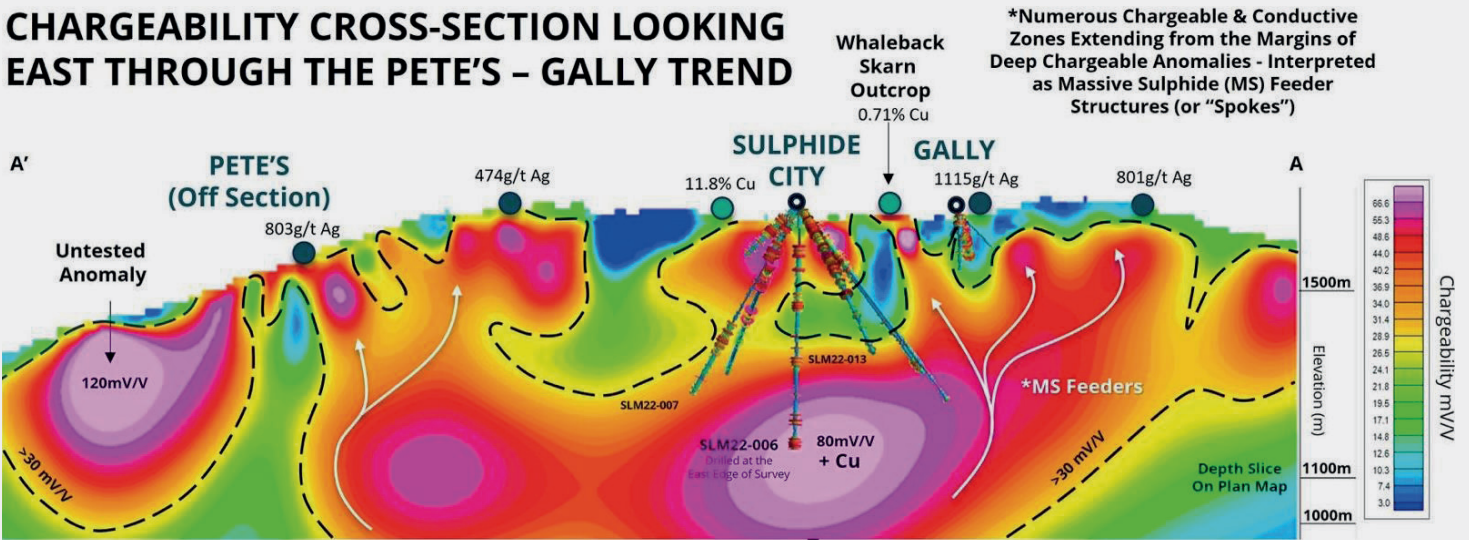 CHARGEABILITY CROSS-SECTION LOOKING
EAST THROUGH THE PETE'S – GALLY TREND
*Numerous Chargeable & Conductive
Zones Extending from the Margins of
Deep Chargeable Anomalies - Interpreted
as Massive Sulphide (MS) Feeder
Structures (or “Spokes”)
Whaleback
Skarn
Outcrop
0.71% Cu
A’
PETE’S
(Off Section)
803g/t Ag
474g/t Ag
11.8% Cu
SULPHIDE
CITY
GALLY
1115g/t Ag
801g/t Ag
A
Untested
Anomaly
120mV/V
>30 mV/V
SLM22-007
SLM22-013
SLM22-006
Drilled at the
East Edge of Survey
80mV/V
+ Cu
*MS Feeders
>30 mV/V
Depth Slice
On Plan Map
1500m
Elevation (m)
1100m
1000m
66.6
55.3
48.6
44.0
40.2
36.9
34.0
31.4
28.9
26.5
24.1
21.8
19.5
17.1
14.8
12.6
10.3
7.4
3.0
Chargeability mV/V